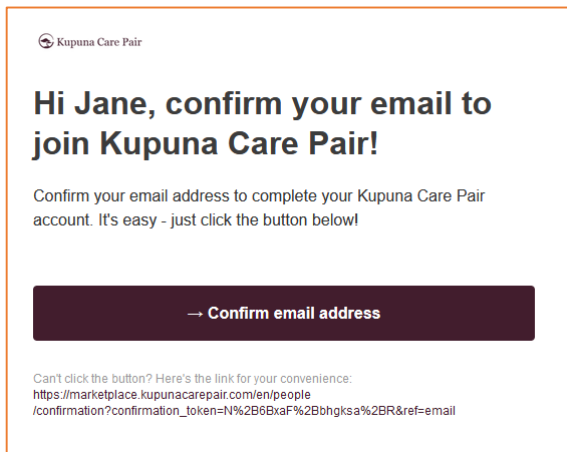 Kupuna Care Pair
Hi Jane, confirm your email to
join Kupuna Care Pair!
Confirm your email address to complete your Kupuna Care Pair
account. It's easy - just click the button below!
→ Confirm email address
Can't click the button? Here's the link for your convenience:
https://marketplace.kupunacarepair.com/en/people
/confirmation?confirmation_token=N%2B6BxaF%2Bbhgksa%2BR&ref=email